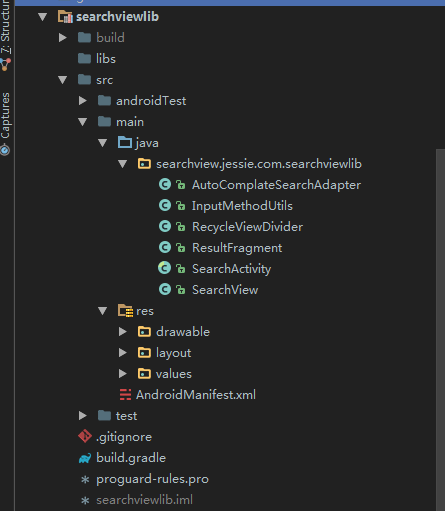 searchviewlib
build
libs
src
androidTest
main
java
searchview.jessie.com.searchviewlib
AutoComplateSearchAdapter
InputMethodUtils
RecycleViewDivider
ResultFragment
SearchActivity
SearchView
res
drawable
layout
values
AndroidManifest.xml
test
.gitignore
build.gradle
proguard-rules.pro
searchviewlib.iml
7: Structure
Captures